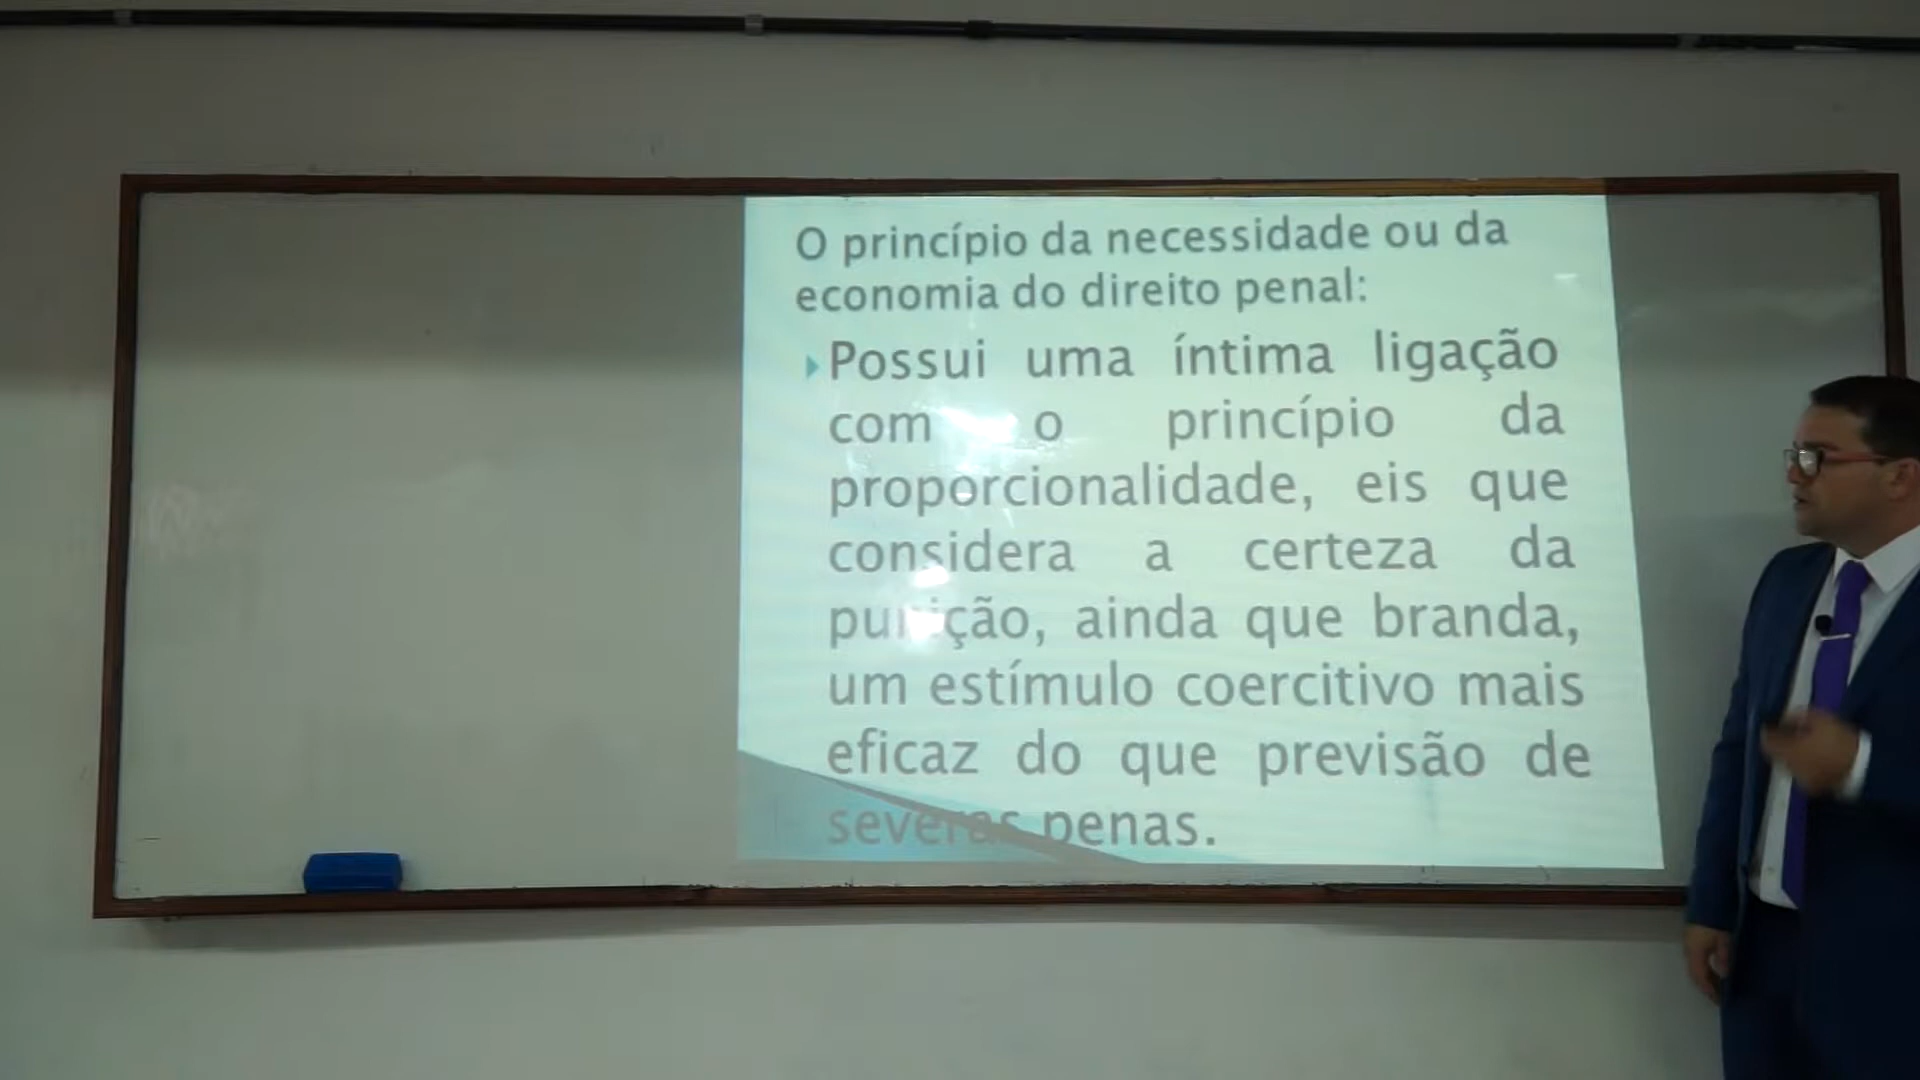 O princípio da necessidade ou da
economia do direito penal:
Possui uma íntima ligação
com o princípio da
proporcionalidade, eis que
considera a certeza da
punição, ainda que branda,
um estímulo coercitivo mais
eficaz do que previsão de
severas penas.